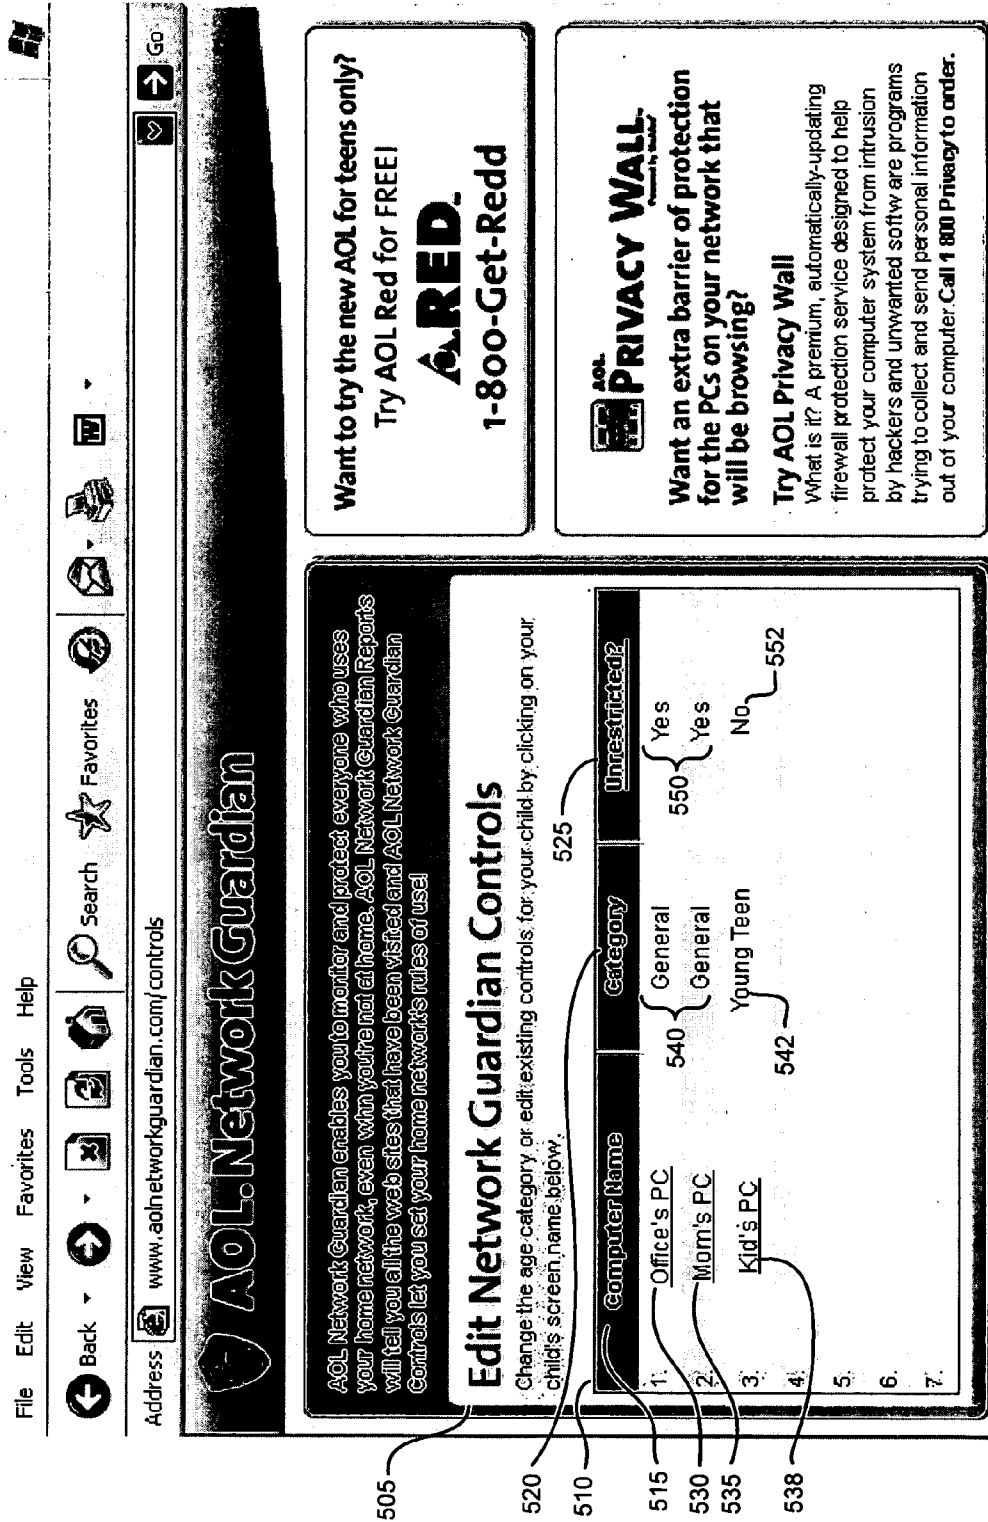 File Edit View Favorites Tools Help
Back Search Favorites
Address www.aolnetworkguardian.com/controls Go
AOL. Network Guardian
AOL Network Guardian enables you to monitor and protect everyone who uses
your home network, even whn you're not at home. AOL Network Guardian Reports
will tell you all the web sites that have been visited and AOL Network Guardian
Controls let you set your home networks rules of use!
505
Edit Network Guardian Controls
Change the age category or edit existing controls for your child by clicking on your
child's screen name below.
520
525
510
Computer Name Category Unrestricted?
515
1. Office's PC General Yes
530
540
550
2. Mom's PC General Yes
535
3. Kid's PC Young Teen No
538
542
552
4.
5.
6.
7.
Want to try the new AOL for teens only?
Try AOL Red for FREE!
RED
1-800-Get-Redd
AOL
PRIVACY WALL
Want an extra barrier of protection
for the PCs on your network that
will be browsing?
Try AOL Privacy Wall
What is it? A premium, automatically-updating
firewall protection service designed to help
protect your computer system from intrusion
by hackers and unwanted software programs
trying to collect and send personal information
out of your computer. Call 1 800 Privacy to order.